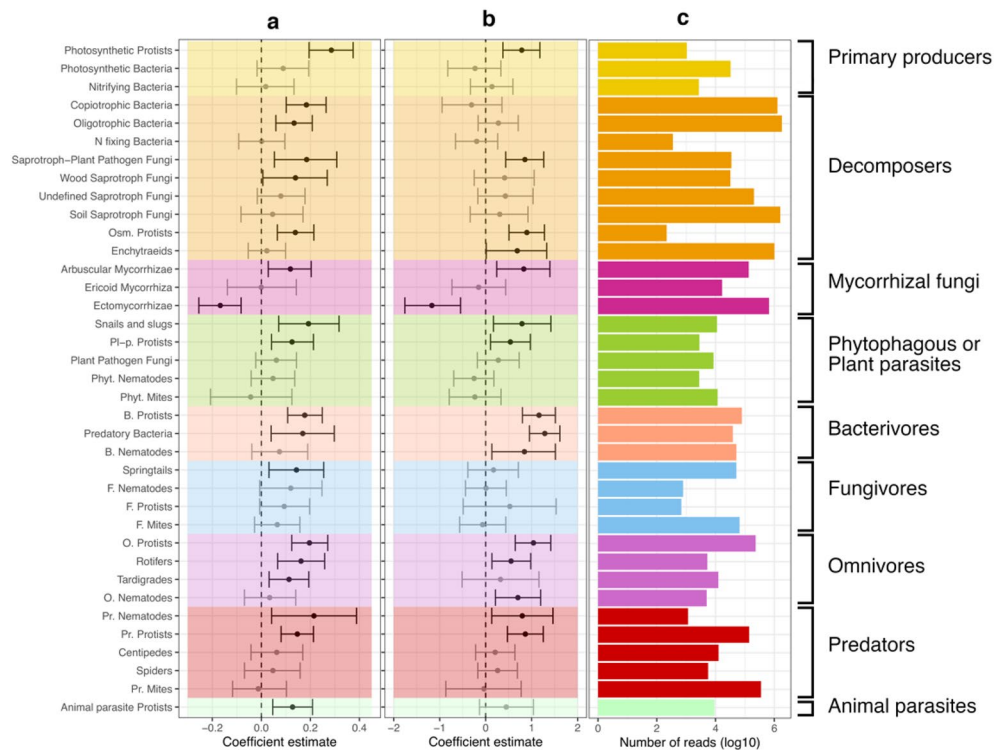 a b c
Photosynthetic Protists
Photosynthetic Bacteria
Nitrifying Bacteria
Primary producers
Copiotrophic Bacteria
Oligotrophic Bacteria
N fixing Bacteria
Saprotroph-Plant Pathogen Fungi
Wood Saprotroph Fungi
Undefined Saprotroph Fungi
Soil Saprotroph Fungi
Osm. Protists
Enchytraeids
Decomposers
Arbuscular Mycorrhizae
Ericoid Mycorrhiza
Ectomycorrhizae
Mycorrhizal fungi
Snails and slugs
Pl-p. Protists
Plant Pathogen Fungi
Phyt. Nematodes
Phyt. Mites
Phytophagous or
Plant parasites
B. Protists
Predatory Bacteria
B. Nematodes
Bacterivores
Springtails
F. Nematodes
F. Protists
F. Mites
Fungivores
O. Protists
Rotifers
Tardigrades
O. Nematodes
Omnivores
Pr. Nematodes
Pr. Protists
Centipedes
Spiders
Pr. Mites
Predators
Animal parasite Protists
Animal parasites
-0.2 0.0 0.2 0.4 -2 -1 0 1 2 0 2 4 6
Coefficient estimate Coefficient estimate Number of reads (log10)